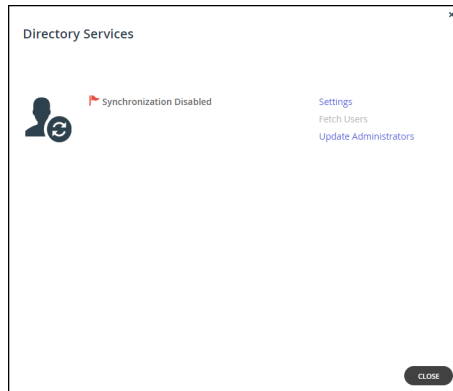 Directory Services
Synchronization Disabled
Settings
Fetch Users
Update Administrators
CLOSE